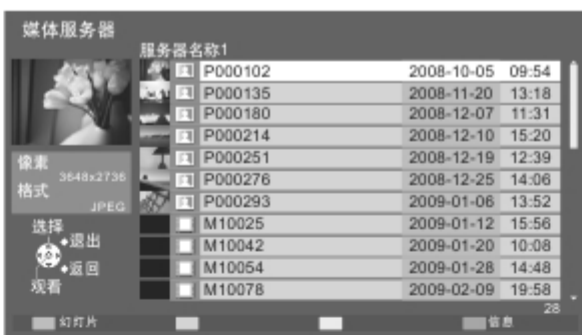 媒体服务器
服务器名称1
P000102 2008-10-05 09:54
P000135 2008-11-20 13:18
P000180 2008-12-07 11:31
P000214 2008-12-10 15:20
P000251 2008-12-19 12:39
P000276 2008-12-25 14:06
P000293 2009-01-06 13:52
M10025 2009-01-12 15:56
M10042 2009-01-20 10:08
M10054 2009-01-28 14:48
M10078 2009-02-09 19:58
28
像素
3648x2736
格式
JPEG
选择
退出
返回
观看
幻灯片
信息